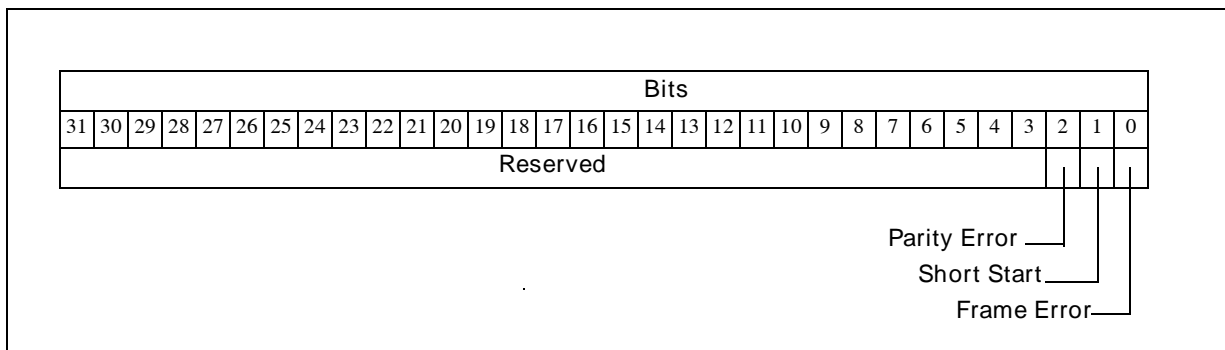 Bits
31 30 29 28 27 26 25 24 23 22 21 20 19 18 17 16 15 14 13 12 11 10 9 8 7 6 5 4 3 2 1 0
Reserved
Parity Error
Short Start
Frame Error